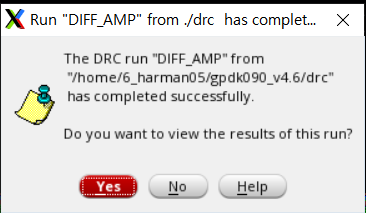 Run "DIFF_AMP" from ./drc has complet...
The DRC run "DIFF_AMP" from
"/home/6_harman05/gpdk090_v4.6/drc"
has completed successfully.
Do you want to view the results of this run?
Yes No Help